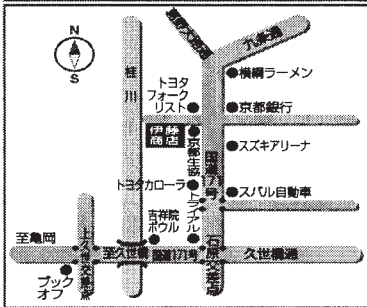 N
S
九条通
桂川
トヨタ
フォーク
リスト
横綱ラーメン
京都銀行
伊藤
商店
京都生協
国道171号
スズキアリーナ
トヨタカローラ
トライアル
スバル自動車
吉祥院
ボウル
至亀岡
上久世交差点
至久世橋
国道171号
石原交差点
久世橋通
ブック
オフ